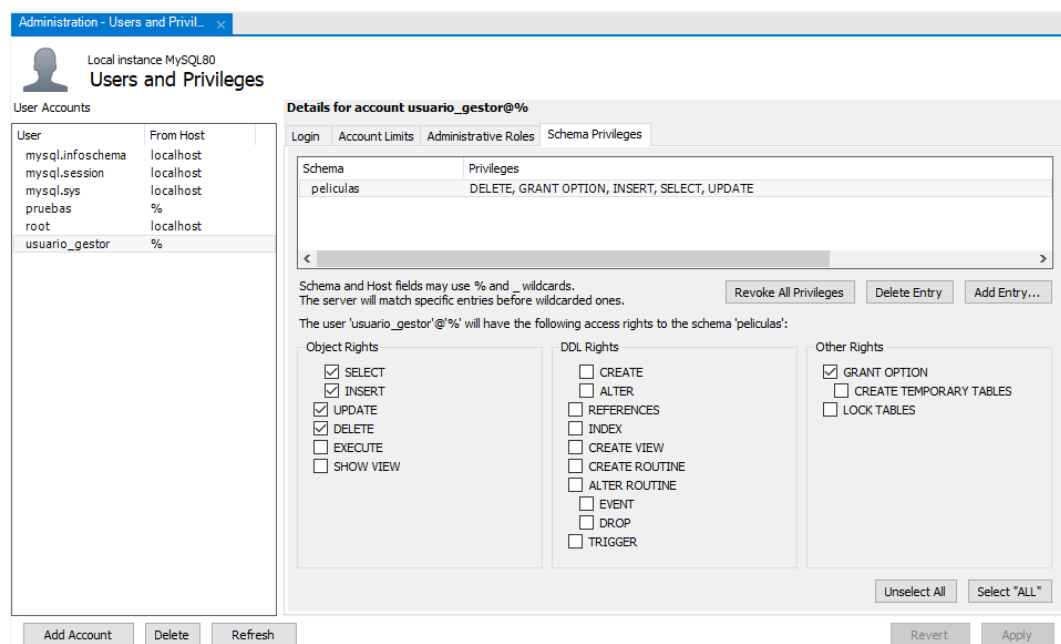 Administration - Users and Privil...
Local instance MySQL80
Users and Privileges
User Accounts
User From Host
mysql.infoschema localhost
mysql.session localhost
mysql.sys localhost
pruebas %
root localhost
usuario_gestor %
Add Account Delete Refresh
Details for account usuario_gestor@%
Login Account Limits Administrative Roles Schema Privileges
Schema Privileges
peliculas DELETE, GRANT OPTION, INSERT, SELECT, UPDATE
Schema and Host fields may use % and _ wildcards.
The server will match specific entries before wildcarded ones.
Revoke All Privileges Delete Entry Add Entry...
The user 'usuario_gestor'@'%' will have the following access rights to the schema 'peliculas':
Object Rights
SELECT
INSERT
UPDATE
DELETE
EXECUTE
SHOW VIEW
DDL Rights
CREATE
ALTER
REFERENCES
INDEX
CREATE VIEW
CREATE ROUTINE
ALTER ROUTINE
EVENT
DROP
TRIGGER
Other Rights
GRANT OPTION
CREATE TEMPORARY TABLES
LOCK TABLES
Unselect All Select "ALL"
Revert Apply